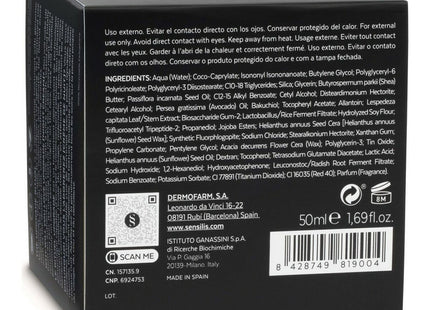 Uso externo. Evitar el contacto directo con los ojos. Conservar protegido del calor. For external
use only. Avoid direct contact with eyes. Keep away from heat. Usage externe. Eviter tout contact
avec les yeux. Garder à l'abri de la chaleur et correctement fermé. Uso externo. Evitar o contato
direto com os olhos. Conservar o produto protegido do calor e com a tampa fechada.
INGREDIENTS: Aqua (Water); Coco-Caprylate, Isononyl Isononanoate; Butylene Glycol, Polyglyceryl-6
Polyricinoleate; Polyglyceryl-3 Diisostearate; C10-18 Triglycerides, Silica, Glycerin, Butyrospermum parkii (Shea)
Butter, Passiflora incarnata Seed Oil, C12-15 Alkyl Benzoate; Cetyl Alcohol, Disteardimonium Hectorite,
Cetearyl Alcohol, Persea gratissima (Avocado) Oil; Bakuchiol; Tocopheryl Acetate; Allantoin; Lespedeza
capitata Leaf/Stem Extract; Biosaccharide Gum-2; Lactobacillus/Rice Ferment Filtrate; Hydrolyzed Soy Flour;
Trifluoroacetyl Tripeptide-2; Propanediol, Jojoba Esters; Helianthus annuus Seed Cera [Helianthus annuus
(Sunflower) Seed Wax]; Synthetic Fluorphlogopite; Sodium Chloride; Stearalkonium Hectorite, Xanthan Gum;
Propylene Carbonate; Pentylene Glycol; Acacia decurrens Flower Cera (Wax); Polyglycerin-3; Tin Oxide;
Helianthus annuus (Sunflower) Seed Oil; Dextran; Tocopherol, Tetrasodium Glutamate Diacetate; Lactic Acid;
Sodium Hydroxide; 1,2-Hexanediol, Hydroxyacetophenone; Leuconostoc/Radish Root Ferment Filtrate,
Sodium Benzoate; Potassium Sorbate; CI 77891 (Titanium Dioxide), CI 16035 (Red 40); Parfum (Fragrance).
DERMOFARM, S.A.
Leonardo da Vinci 16-22
08191 Rubí (Barcelona) Spain
www.sensilis.com
ISTITUTO GANASSINI S.p.A.
di Ricerche Biochimiche
Via P. Gaggia 16
20139-Milano, Italy
MADE IN SPAIN
SCAN ME
CN. 157135.9
CNP. 6924753
LOT.
8M
50ml ℮ 1,69fl.oz.
8 428749 819004